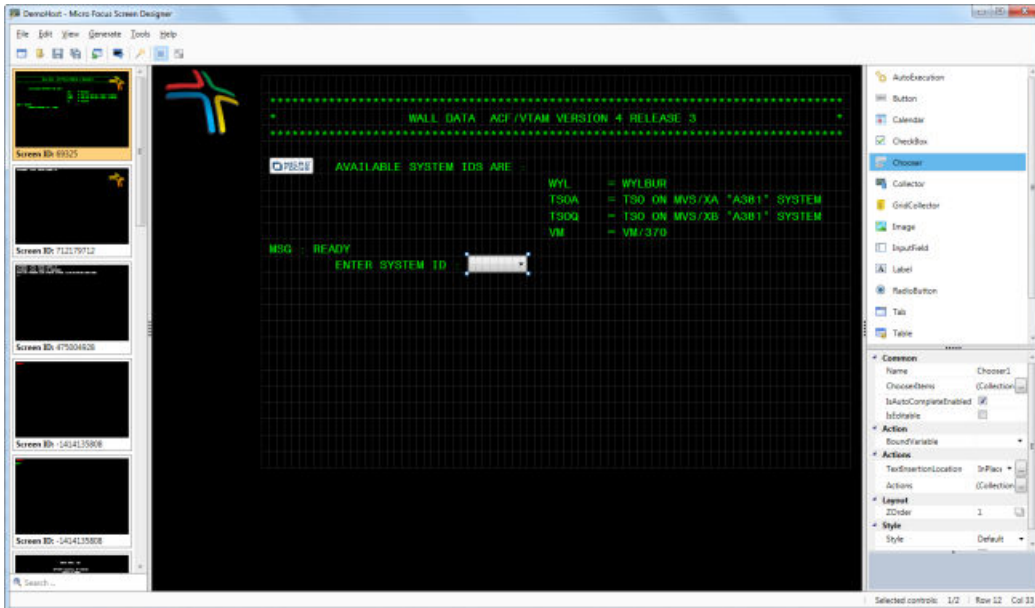 DemoHost - Micro Focus Screen Designer
File Edit View Generate Tools Help
Screen ID: 69325
Screen ID: 712179712
Screen ID: 475004928
Screen ID: -1414135808
Screen ID: -1414135808
Search ...
****************************************************************************
* WALL DATA ACF/VTAM VERSION 4 RELEASE 3 *
****************************************************************************
AVAILABLE SYSTEM IDS ARE :
WYL = WYLBUR
TSOA = TSO ON MVS/XA "A381" SYSTEM
TSOQ = TSO ON MVS/XB "A381" SYSTEM
VM = VM/370
MSG : READY
ENTER SYSTEM ID :
AutoExecution
Button
Calendar
CheckBox
Chooser
Collector
GridCollector
Image
InputField
Label
RadioButton
Tab
Table
Common
Name Chooser1
ChooserItems (Collection ...
IsAutoCompleteEnabled
IsEditable
Action
BoundVariable
Actions
TextInsertionLocation InPlace ...
Actions (Collection ...
Layout
ZOrder 1
Style
Style Default
Selected controls: 1/2 Row 12 Col